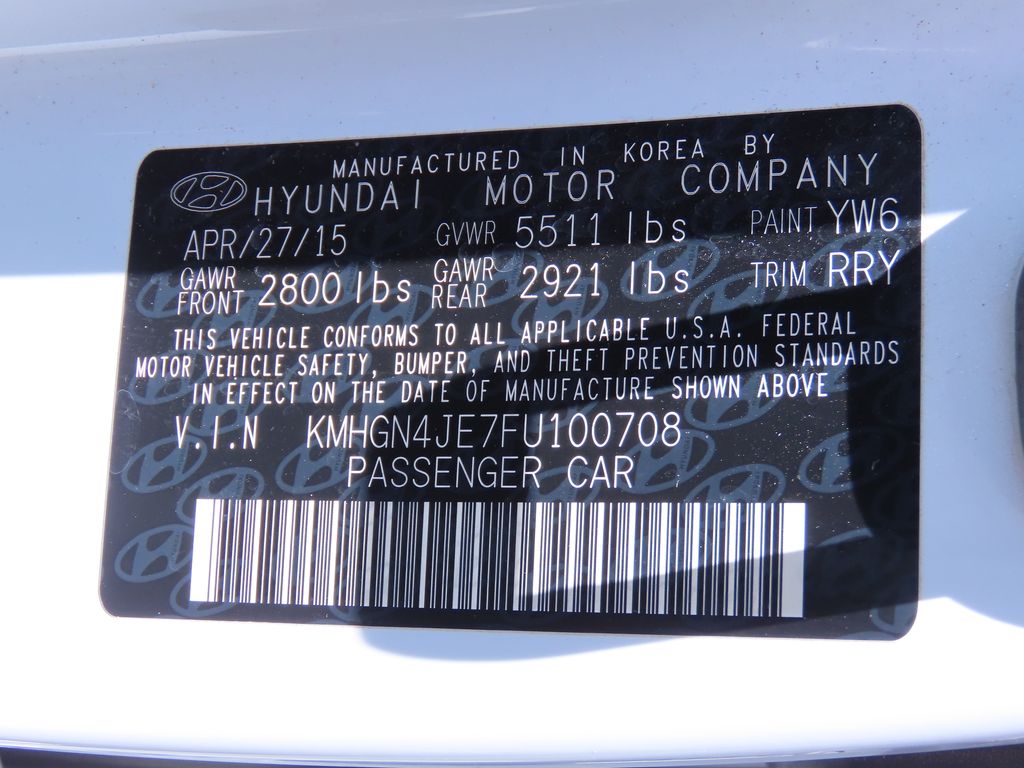 MANUFACTURED IN KOREA BY
HYUNDAI MOTOR COMPANY
APR/27/15 GVWR 5511 lbs PAINT YW6
GAWR FRONT 2800 lbs GAWR REAR 2921 lbs TRIM RRY
THIS VEHICLE CONFORMS TO ALL APPLICABLE U.S.A. FEDERAL
MOTOR VEHICLE SAFETY, BUMPER, AND THEFT PREVENTION STANDARDS
IN EFFECT ON THE DATE OF MANUFACTURE SHOWN ABOVE
V.I.N KMHGN4JE7FU100708
PASSENGER CAR